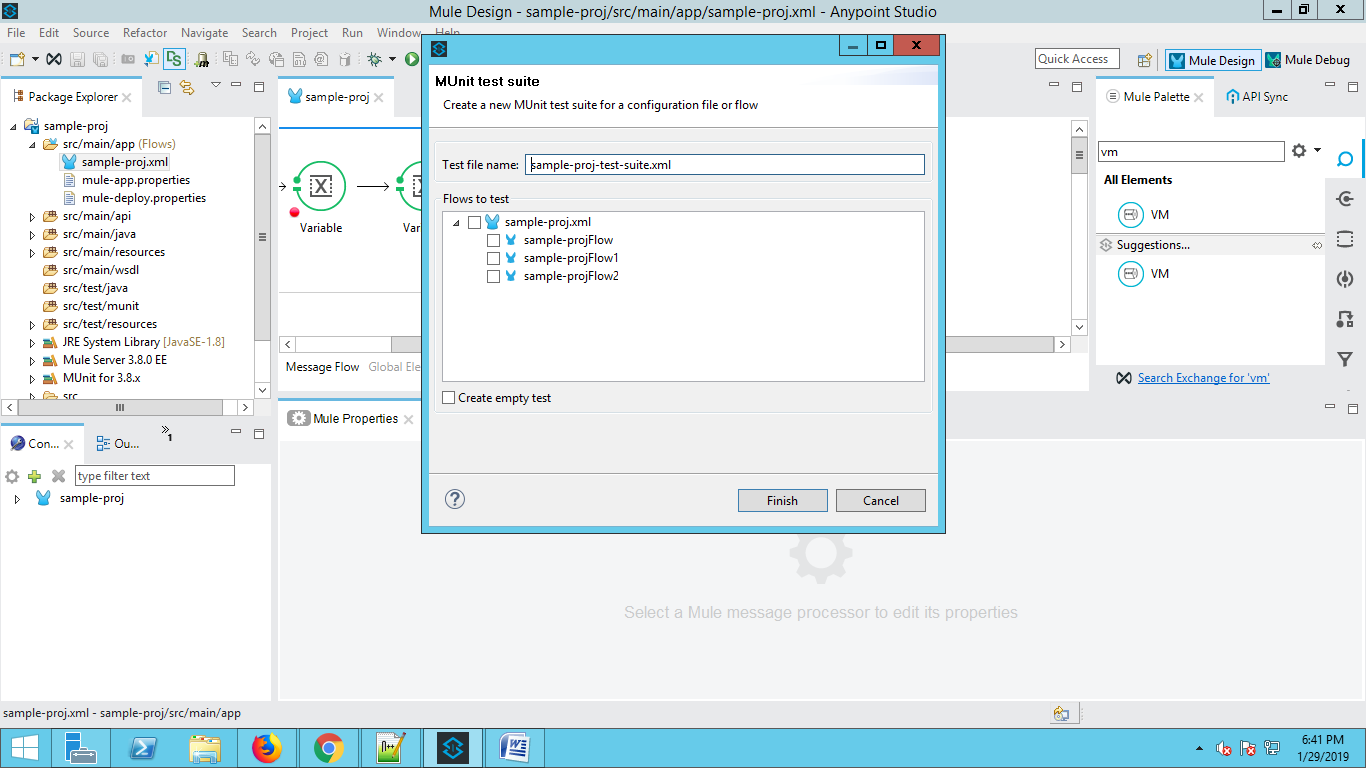 Mule Design - sample-proj/src/main/app/sample-proj.xml - Anypoint Studio
File Edit Source Refactor Navigate Search Project Run Window Help
Quick Access
Mule Design
Mule Debug
Package Explorer
sample-proj
src/main/app (Flows)
sample-proj.xml
mule-app.properties
mule-deploy.properties
src/main/api
src/main/java
src/main/resources
src/main/wsdl
src/test/java
src/test/munit
src/test/resources
JRE System Library [JavaSE-1.8]
Mule Server 3.8.0 EE
MUnit for 3.8.x
src
sample-proj
Variable
Message Flow
Global Ele
MUnit test suite
Create a new MUnit test suite for a configuration file or flow
Test file name:
sample-proj-test-suite.xml
Flows to test
sample-proj.xml
sample-projFlow
sample-projFlow1
sample-projFlow2
Create empty test
?
Finish
Cancel
Mule Palette
API Sync
vm
All Elements
VM
Suggestions...
VM
Search Exchange for 'vm'
Con...
Ou...
1
type filter text
sample-proj
Mule Properties
Select a Mule message processor to edit its properties
sample-proj.xml - sample-proj/src/main/app
6:41 PM
1/29/2019